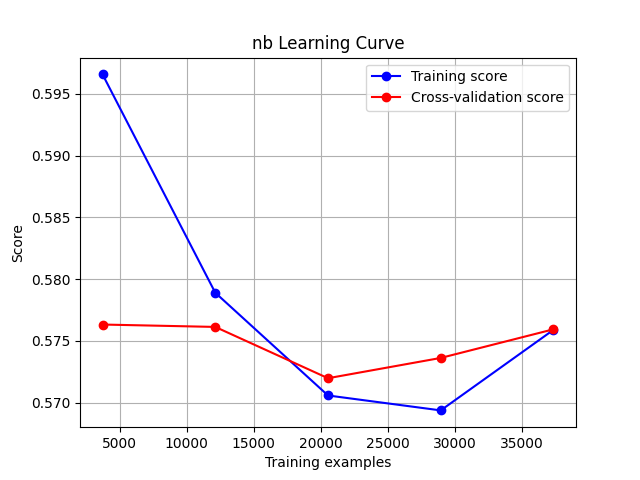 nb Learning Curve
Training score
Cross-validation score
0.595
0.590
0.585
0.580
0.575
0.570
Score
5000 10000 15000 20000 25000 30000 35000
Training examples